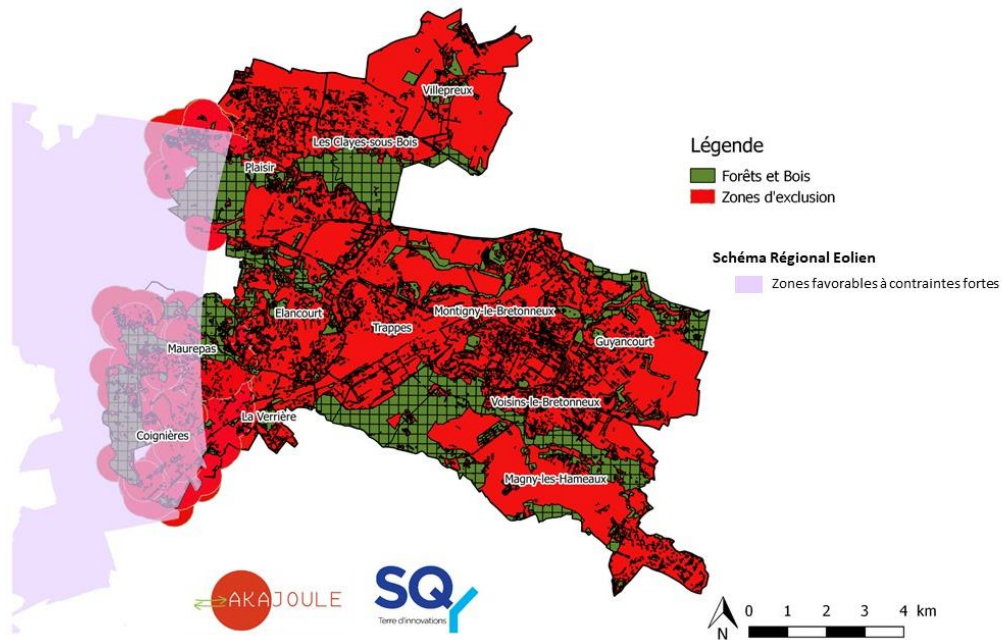 Villepreux
Les Clayes-sous-Bois
Plaisir
Légende
Forêts et Bois
Zones d'exclusion
Schéma Régional Eolien
Zones favorables à contraintes fortes
Elancourt
Montigny-le-Bretonneux
Trappes
Guyancourt
Maurepas
Voisins-le-Bretonneux
La Verrière
Coignières
Magny-les-Hameaux
AKAJOULE
SQY
Terre d'innovations
N
0 1 2 3 4 km